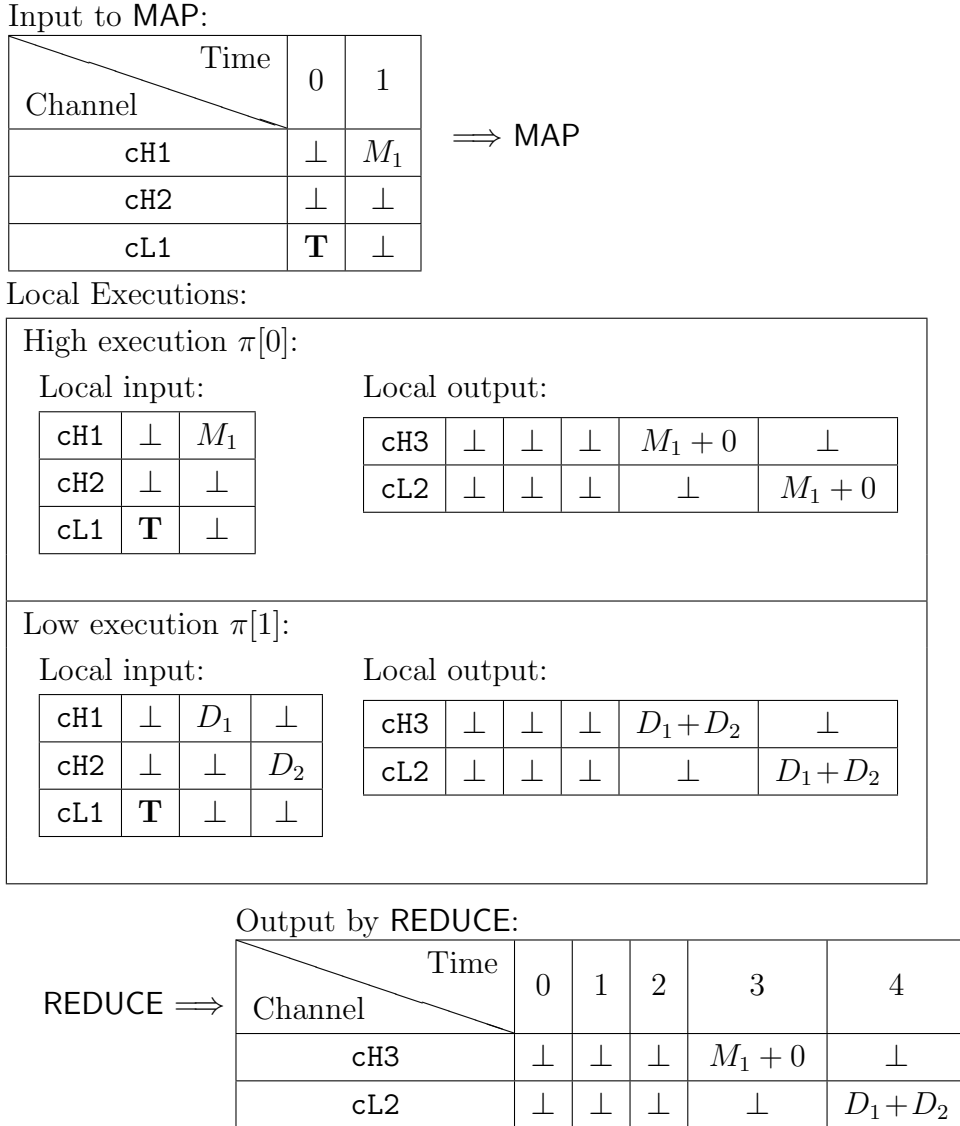 Input to MAP:
Time
Channel 0 1
cH1 ⊥ M₁
cH2 ⊥ ⊥
cL1 T ⊥
⟹ MAP
Local Executions:
High execution π[0]:
Local input: Local output:
cH1 ⊥ M₁
cH2 ⊥ ⊥
cL1 T ⊥
cH3 ⊥ ⊥ ⊥ M₁ + 0 ⊥
cL2 ⊥ ⊥ ⊥ ⊥ M₁ + 0
Low execution π[1]:
Local input: Local output:
cH1 ⊥ D₁ ⊥
cH2 ⊥ ⊥ D₂
cL1 T ⊥ ⊥
cH3 ⊥ ⊥ ⊥ D₁+D₂ ⊥
cL2 ⊥ ⊥ ⊥ ⊥ D₁+D₂
Output by REDUCE:
REDUCE ⟹
Time
Channel 0 1 2 3 4
cH3 ⊥ ⊥ ⊥ M₁ + 0 ⊥
cL2 ⊥ ⊥ ⊥ ⊥ D₁+D₂